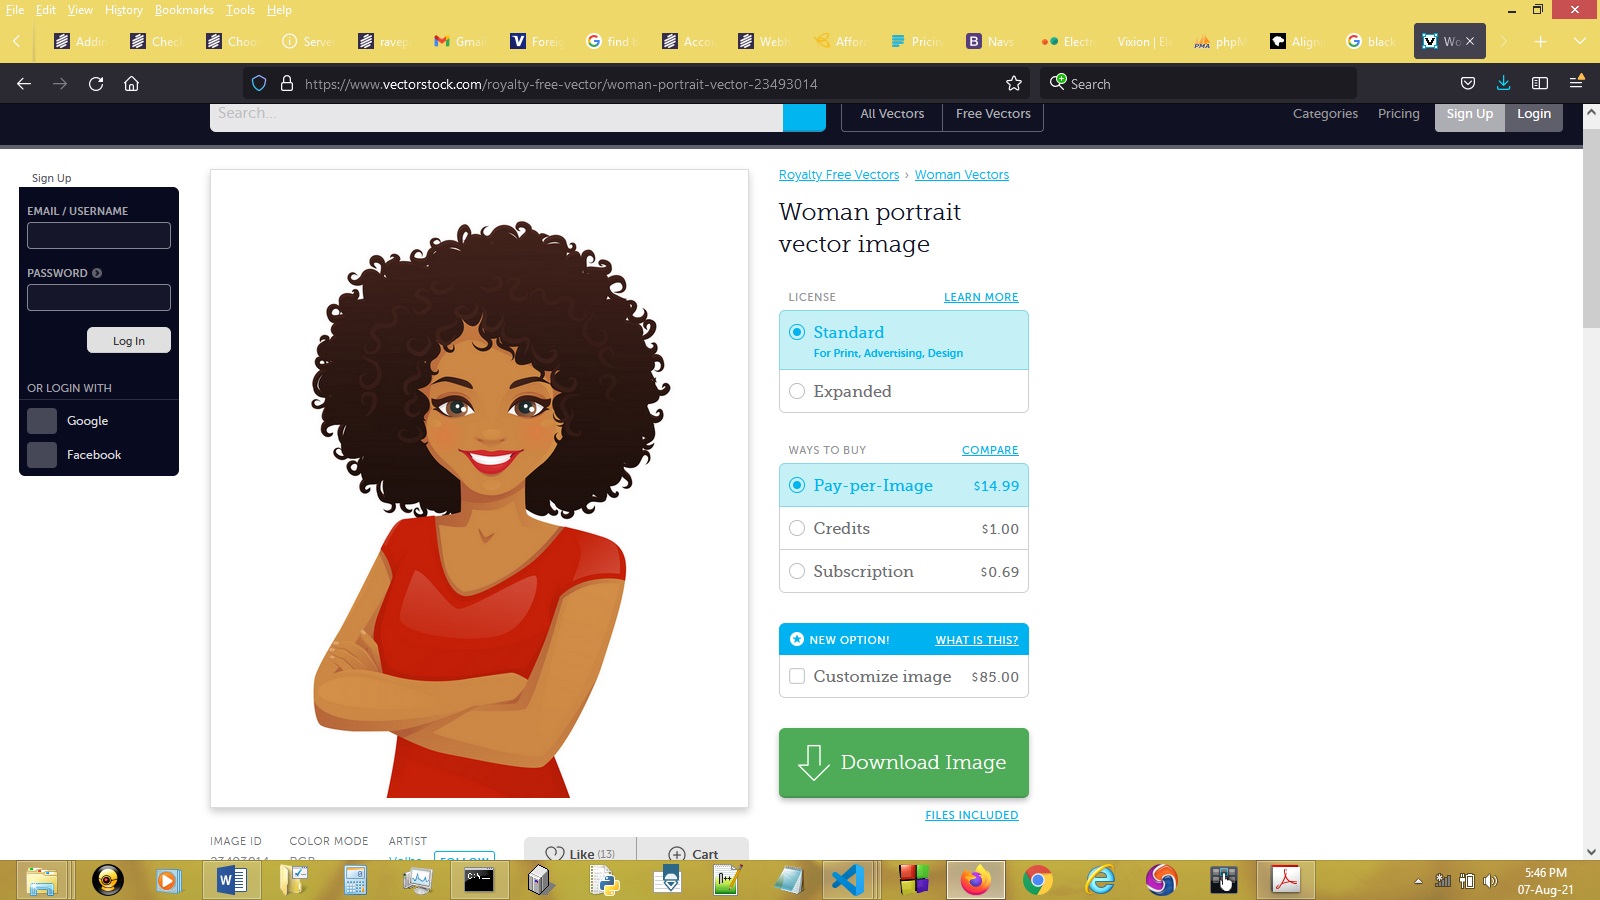 File Edit View History Bookmarks Tools Help
Addin Check Choo Server ravep Gmai Foreig find b Acco Webh Afford Pricin Navs Electr Vixion | El phpM Align black Wo
https://www.vectorstock.com/royalty-free-vector/woman-portrait-vector-23493014
Search
Search...
All Vectors Free Vectors
Categories Pricing Sign Up Login
Sign Up
EMAIL / USERNAME
PASSWORD
Log In
OR LOGIN WITH
Google
Facebook
Royalty Free Vectors › Woman Vectors
Woman portrait
vector image
LICENSE LEARN MORE
Standard
For Print, Advertising, Design
Expanded
WAYS TO BUY COMPARE
Pay-per-Image $14.99
Credits $1.00
Subscription $0.69
NEW OPTION! WHAT IS THIS?
Customize image $85.00
Download Image
FILES INCLUDED
IMAGE ID COLOR MODE ARTIST
Like (13) Cart
5:46 PM
07-Aug-21